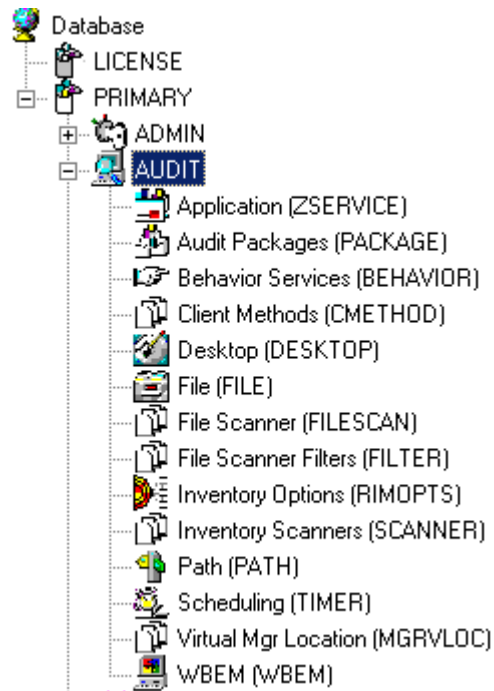 Database
LICENSE
PRIMARY
ADMIN
AUDIT
Application (ZSERVICE)
Audit Packages (PACKAGE)
Behavior Services (BEHAVIOR)
Client Methods (CMETHOD)
Desktop (DESKTOP)
File (FILE)
File Scanner (FILESCAN)
File Scanner Filters (FILTER)
Inventory Options (RIMOPTS)
Inventory Scanners (SCANNER)
Path (PATH)
Scheduling (TIMER)
Virtual Mgr Location (MGRVLOC)
WBEM (WBEM)